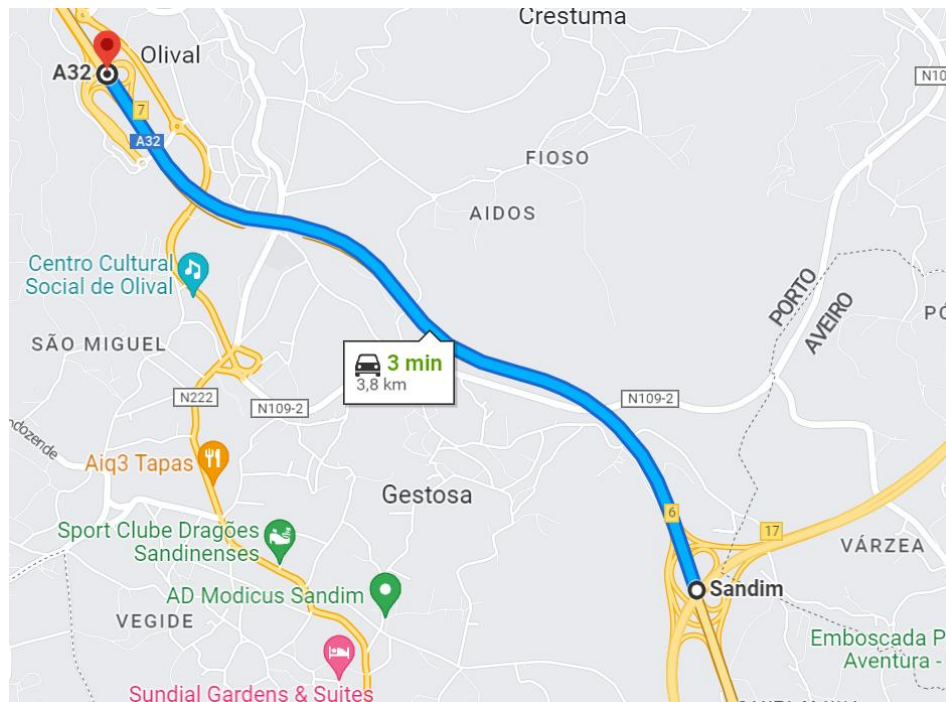 Crestuma
Olival
A32
N10
7
A32
FIOSO
AIDOS
Centro Cultural
Social de Olival
PORTO
AVEIRO
PÓ
SÃO MIGUEL
3 min
3,8 km
N222
N109-2
N109-2
Aiq3 Tapas
Gestosa
6
17
Sport Clube Dragões
Sandinenses
VÁRZEA
Sandim
AD Modicus Sandim
VEGIDE
Emboscada P
Aventura -
Sundial Gardens & Suites